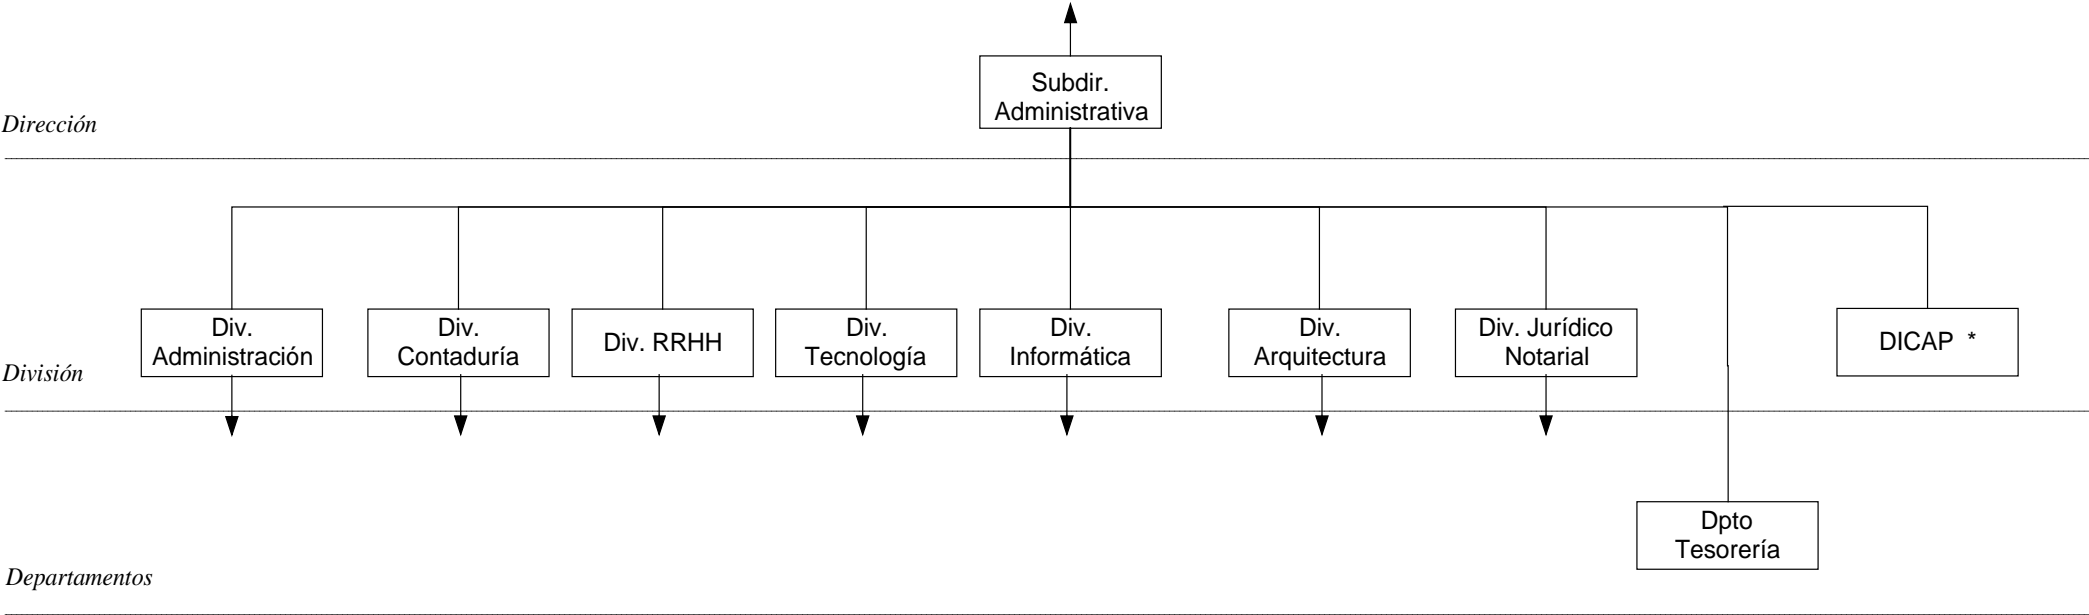 Subdir.
Administrativa
Dirección
Div.
Administración
Div.
Contaduría
Div. RRHH
Div.
Tecnología
Div.
Informática
Div.
Arquitectura
Div. Jurídico
Notarial
DICAP *
División
Dpto
Tesorería
Departamentos